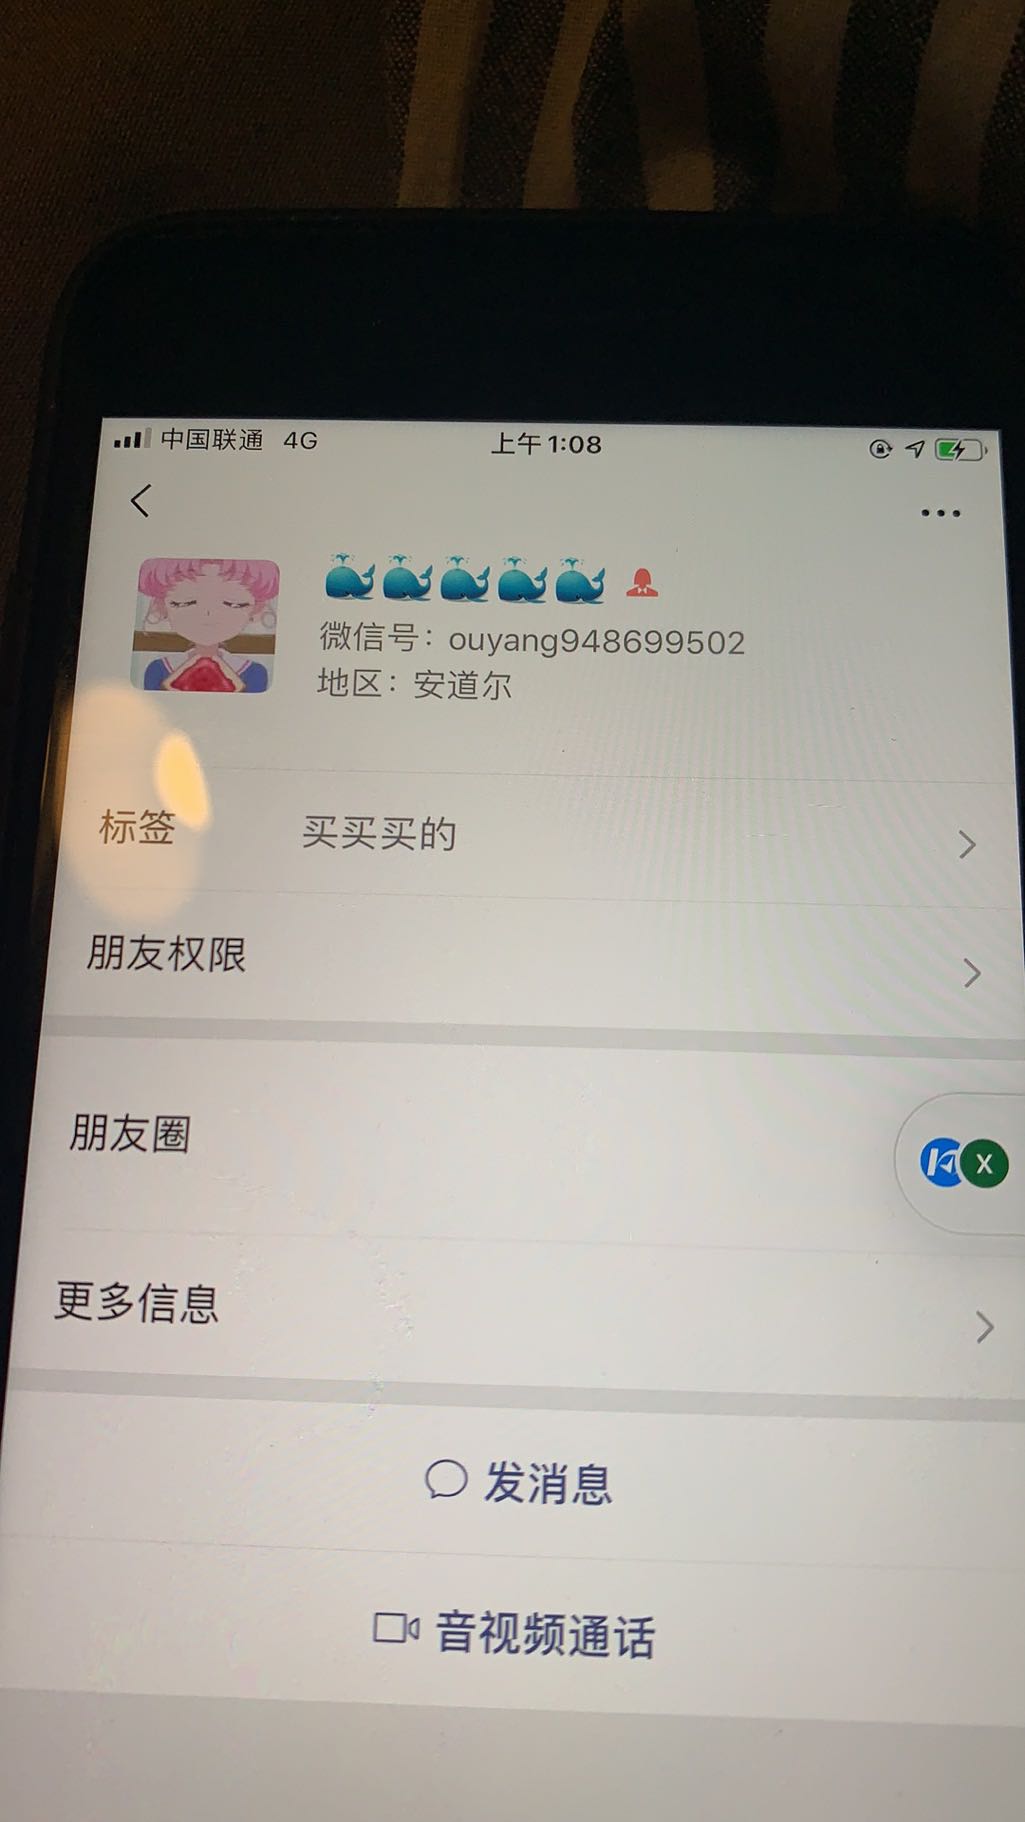 中国联通 4G 上午1:08
🐳🐳🐳🐳🐳
微信号：ouyang948699502
地区：安道尔
标签 买买买的
朋友权限
朋友圈
X
更多信息
发消息
音视频通话